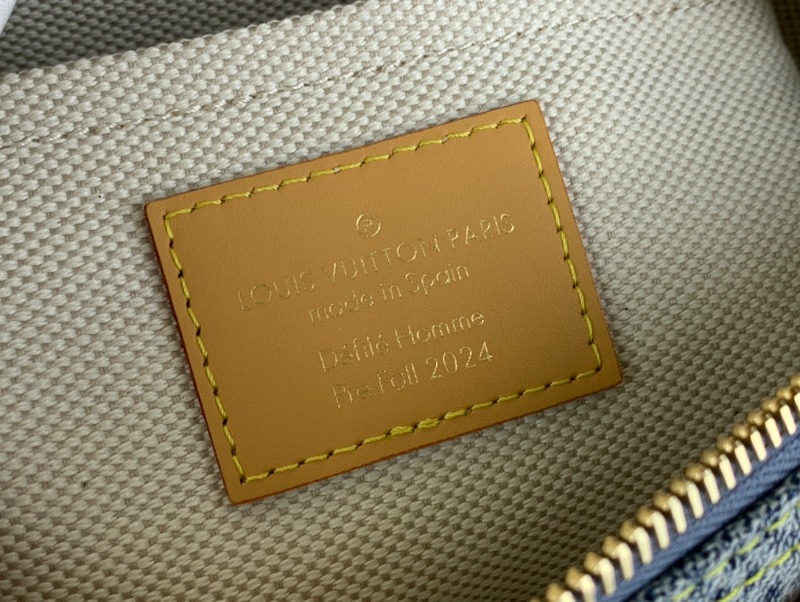 LOUIS VUITTON PARIS
made in Spain
Défilé Homme
Pre-Fall 2024